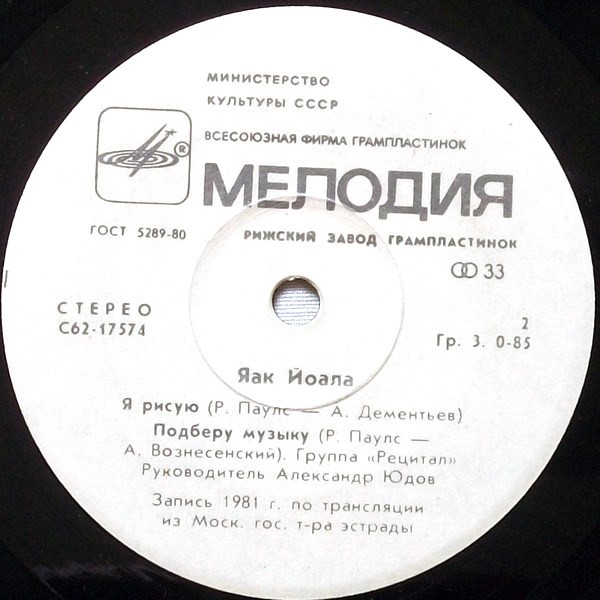 МИНИСТЕРСТВО
КУЛЬТУРЫ СССР
ВСЕСОЮЗНАЯ ФИРМА ГРАМПЛАСТИНОК
®
МЕЛОДИЯ
ГОСТ 5289-80
РИЖСКИЙ ЗАВОД ГРАМПЛАСТИНОК
33
СТЕРЕО
С62-17574
2
Гр. 3. 0-85
Яак Йоала
Я рисую (Р. Паулс — А. Дементьев)
Подберу музыку (Р. Паулс —
А. Вознесенский). Группа «Рецитал»
Руководитель Александр Юдов
Запись 1981 г. по трансляции
из Моск. гос. т-ра эстрады